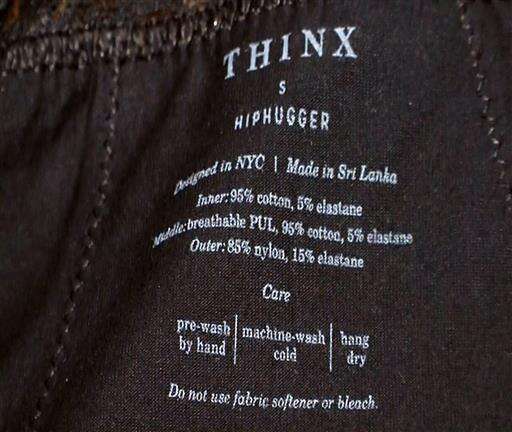 THINX
S
HIPHUGGER
Designed in NYC | Made in Sri Lanka
Inner: 95% cotton, 5% elastane
Middle: breathable PUL, 95% cotton, 5% elastane
Outer: 85% nylon, 15% elastane
Care
pre-wash | machine-wash | hang
by hand | cold | dry
Do not use fabric softener or bleach.